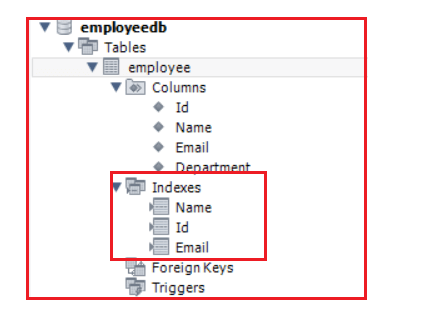 employeedb
Tables
employee
Columns
Id
Name
Email
Department
Indexes
Name
Id
Email
Foreign Keys
Triggers